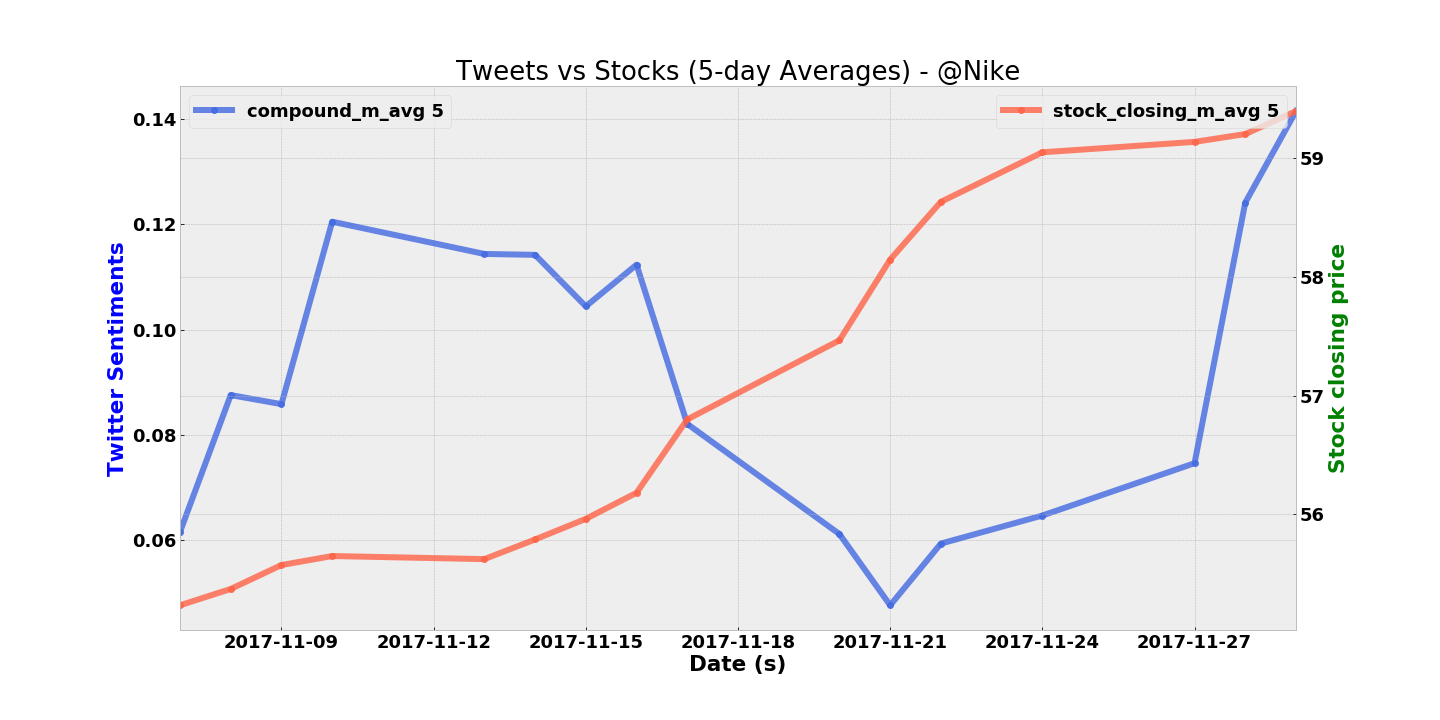 Tweets vs Stocks (5-day Averages) - @Nike
compound_m_avg 5
stock_closing_m_avg 5
Twitter Sentiments
0.14
0.12
0.10
0.08
0.06
59
58
57
56
Stock closing price
2017-11-09 2017-11-12 2017-11-15 2017-11-18 2017-11-21 2017-11-24 2017-11-27
Date (s)